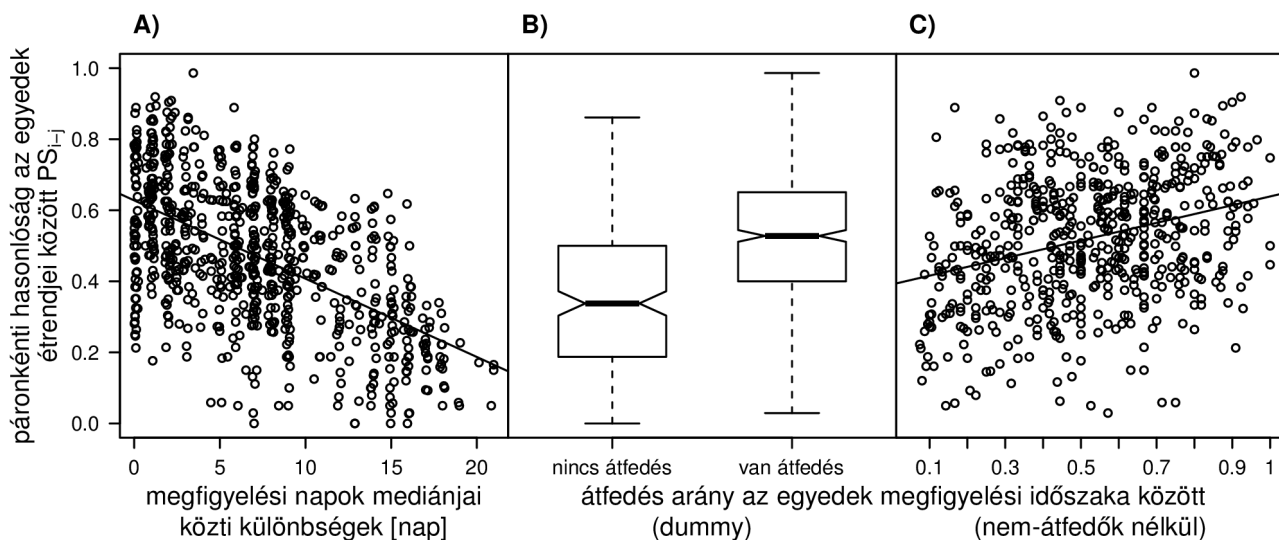 A)
B)
C)
páronkénti hasonlóság az egyedek
étrendjei között PSi–j
1.0
0.8
0.6
0.4
0.2
0.0
0 5 10 15 20
nincs átfedés van átfedés
0.1 0.3 0.5 0.7 0.9 1
megfigyelési napok mediánjai
közti különbségek [nap]
átfedés arány az egyedek megfigyelési időszaka között
(dummy) (nem-átfedők nélkül)